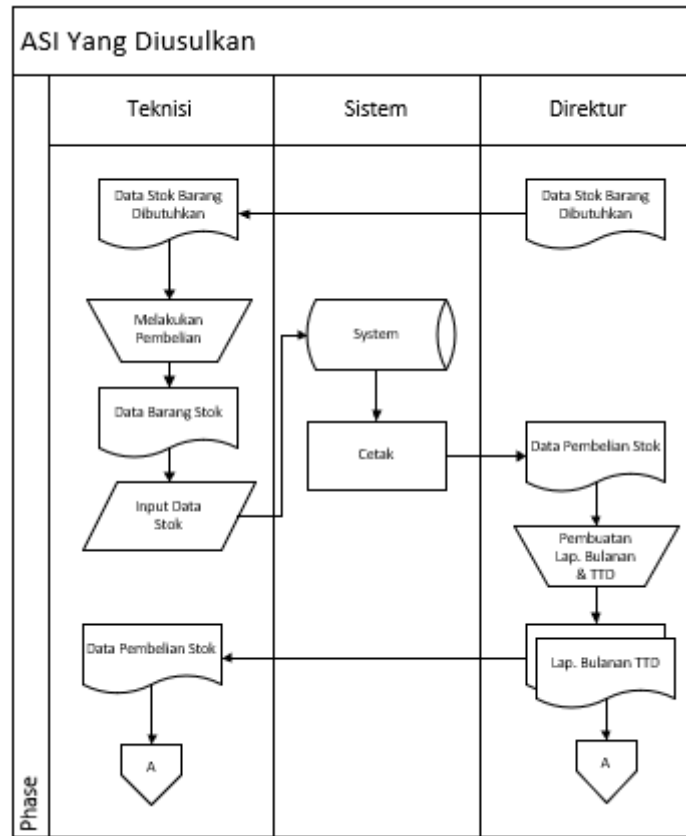 ASI Yang Diusulkan
Teknisi
Sistem
Direktur
Data Stok Barang
Dibutuhkan
Data Stok Barang
Dibutuhkan
Melakukan
Pembelian
System
Data Barang Stok
Cetak
Data Pembelian Stok
Input Data
Stok
Pembuatan
Lap. Bulanan
& TTD
Data Pembelian Stok
Lap. Bulanan TTD
A
A
Phase